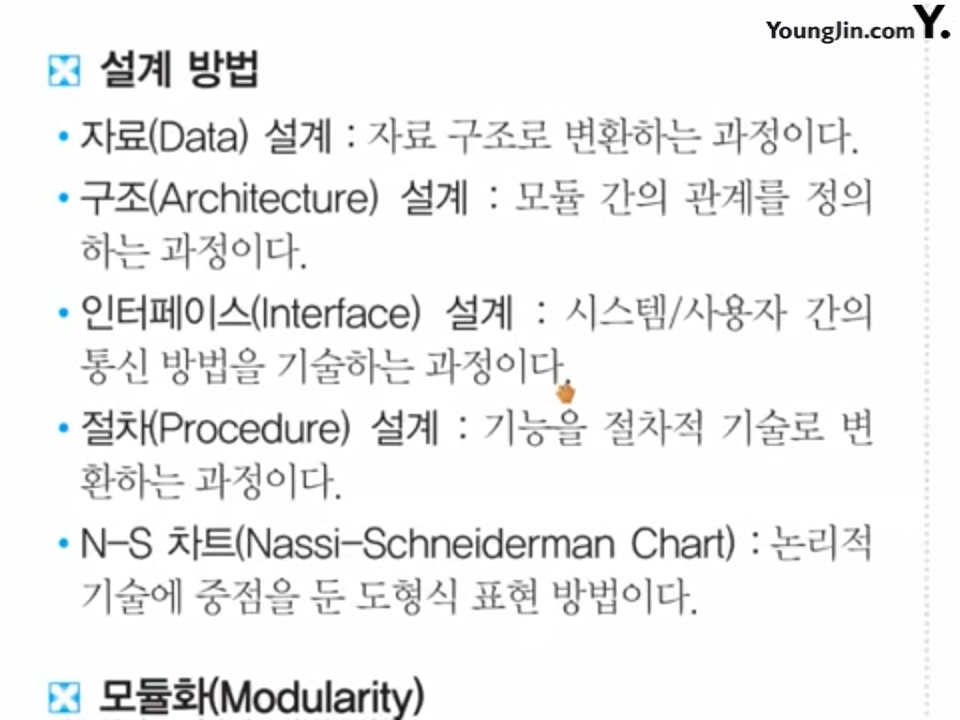 YoungJin.com Y.
설계 방법
• 자료(Data) 설계 : 자료 구조로 변환하는 과정이다.
• 구조(Architecture) 설계 : 모듈 간의 관계를 정의
하는 과정이다.
• 인터페이스(Interface) 설계 : 시스템/사용자 간의
통신 방법을 기술하는 과정이다.
• 절차(Procedure) 설계 : 기능을 절차적 기술로 변
환하는 과정이다.
• N-S 차트(Nassi-Schneiderman Chart) : 논리적
기술에 중점을 둔 도형식 표현 방법이다.
모듈화(Modularity)